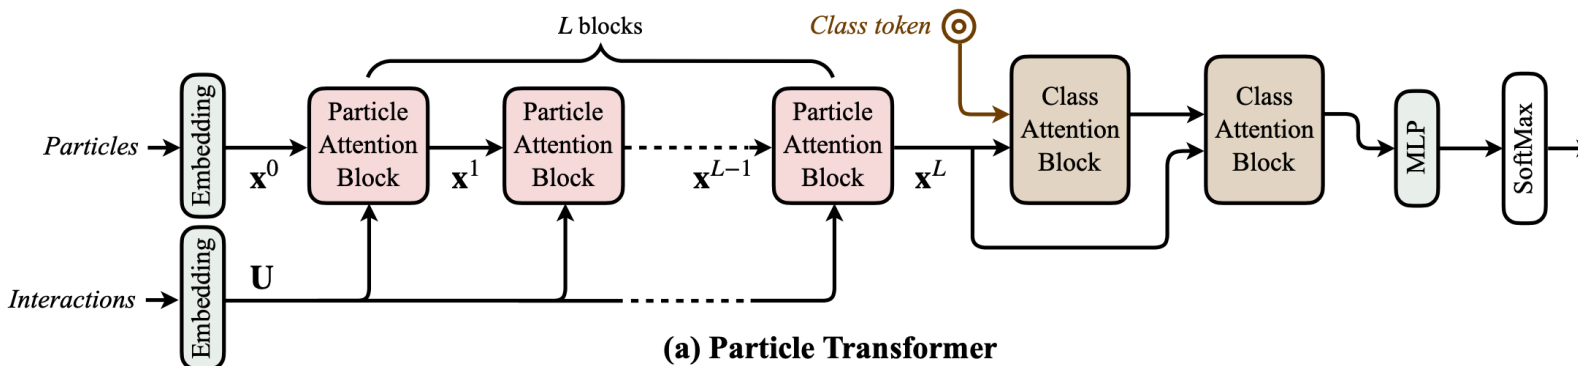 L blocks
Class token
Particles
Embedding
x⁰
Particle
Attention
Block
x¹
Particle
Attention
Block
xᴸ⁻¹
Particle
Attention
Block
xᴸ
Class
Attention
Block
Class
Attention
Block
MLP
SoftMax
Interactions
Embedding
U
(a) Particle Transformer